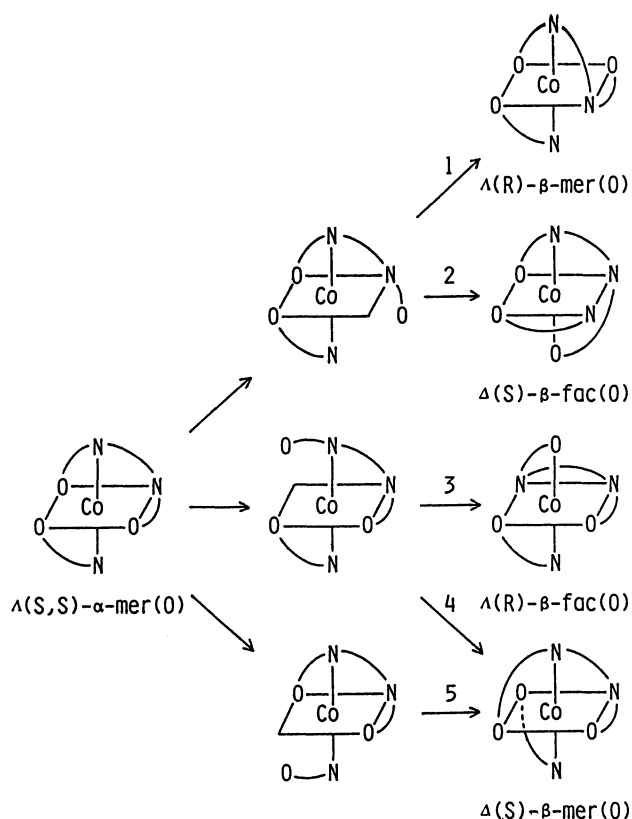 N
O O
Co
O N
N
1
Λ(R)-β-mer(O)
N
O N
Co
O O
N
2
N
O N
Co
O N
O
Δ(S)-β-fac(O)
N
O N
Co
O O
N
Λ(S,S)-α-mer(O)
O N
N
Co
O O
N
3
O
N N
Co
O O
N
Λ(R)-β-fac(O)
4
N
O N
Co
O
O N
5
N
O N
Co
O O
N
Δ(S)-β-mer(O)